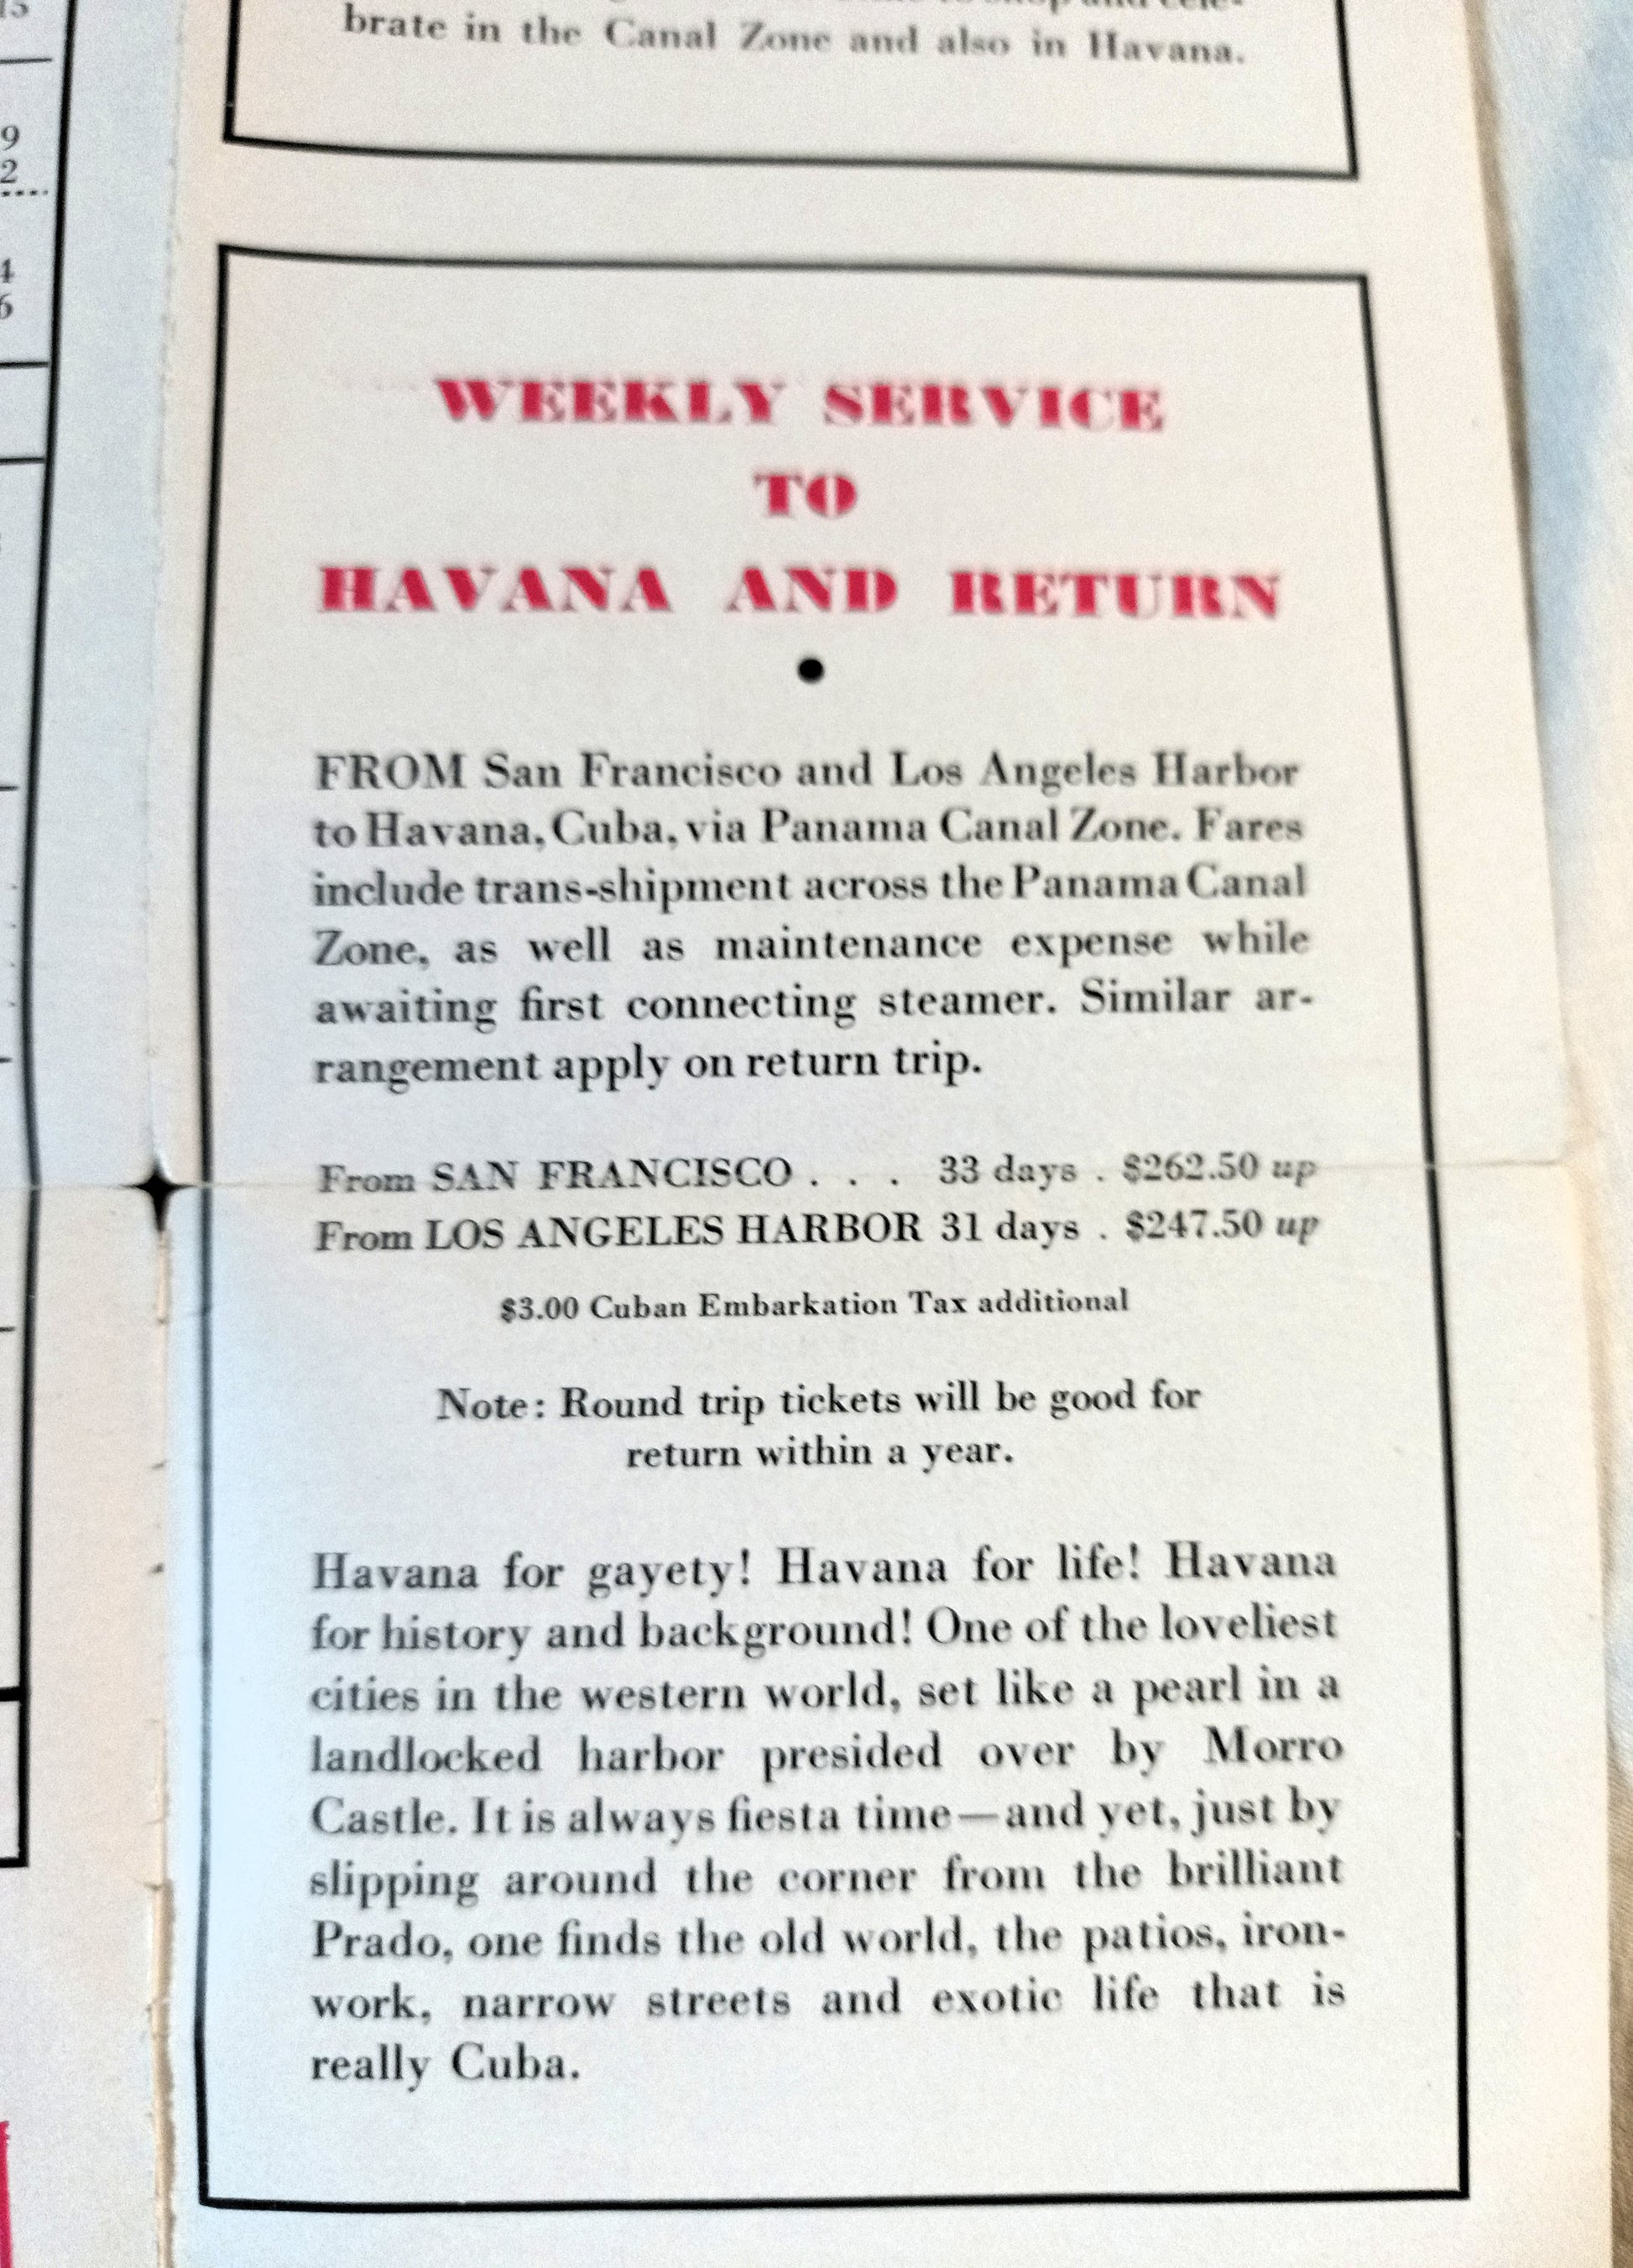 brate in the Canal Zone and also in Havana.
9
2
4
6
WEEKLY SERVICE
TO
HAVANA AND RETURN
FROM San Francisco and Los Angeles Harbor
to Havana, Cuba, via Panama Canal Zone. Fares
include trans-shipment across the Panama Canal
Zone, as well as maintenance expense while
awaiting first connecting steamer. Similar ar-
rangement apply on return trip.
From SAN FRANCISCO . . . 33 days . $262.50 up
From LOS ANGELES HARBOR 31 days . $247.50 up
$3.00 Cuban Embarkation Tax additional
Note: Round trip tickets will be good for
return within a year.
Havana for gayety! Havana for life! Havana
for history and background! One of the loveliest
cities in the western world, set like a pearl in a
landlocked harbor presided over by Morro
Castle. It is always fiesta time—and yet, just by
slipping around the corner from the brilliant
Prado, one finds the old world, the patios, iron-
work, narrow streets and exotic life that is
really Cuba.